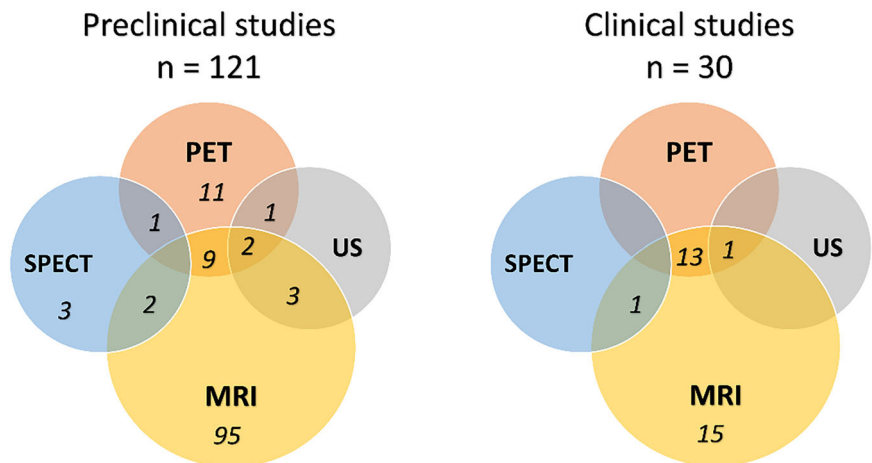 Preclinical studies
n = 121
PET
11
1
1
SPECT
3
2
9
2
US
3
MRI
95
Clinical studies
n = 30
PET
SPECT
13
1
US
1
MRI
15